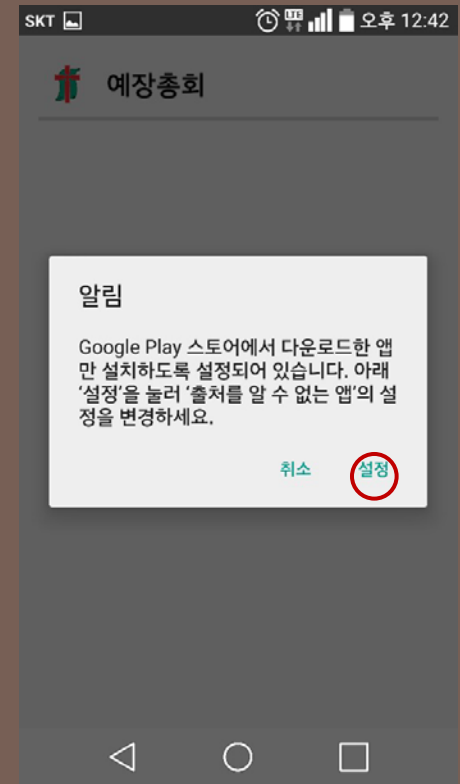 SKT LTE 오후 12:42
예장총회
알림
Google Play 스토어에서 다운로드한 앱
만 설치하도록 설정되어 있습니다. 아래
‘설정’을 눌러 ‘출처를 알 수 없는 앱’의 설
정을 변경하세요.
취소 설정